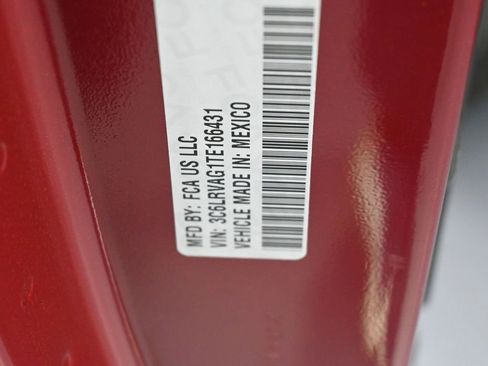 MFD BY: FCA US LLC
VIN: 3C6LRVAG1TE166431
VEHICLE MADE IN: MEXICO